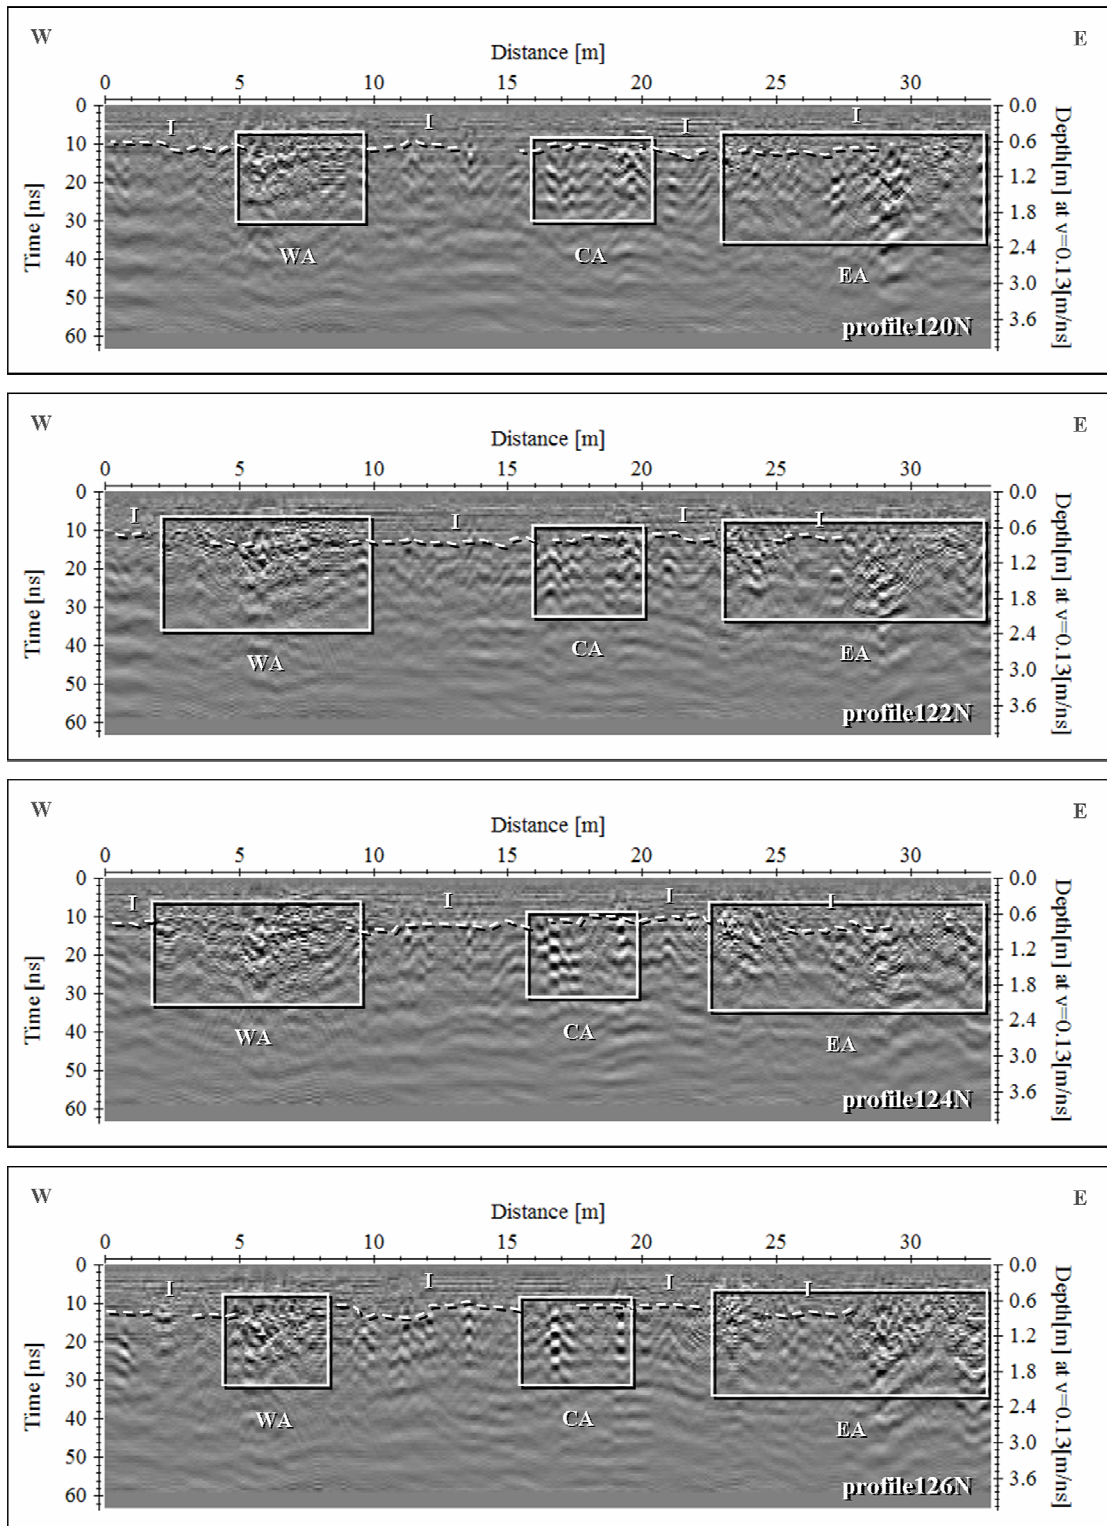 W E
Distance [m]
0 5 10 15 20 25 30
Time [ns]
0 10 20 30 40 50 60
I I I I
WA CA EA
0.0 0.6 1.2 1.8 2.4 3.0 3.6
Depth[m] at v=0.13[m/ns]
profile120N
W E
Distance [m]
0 5 10 15 20 25 30
Time [ns]
0 10 20 30 40 50 60
I I I I
WA CA EA
0.0 0.6 1.2 1.8 2.4 3.0 3.6
Depth[m] at v=0.13[m/ns]
profile122N
W E
Distance [m]
0 5 10 15 20 25 30
Time [ns]
0 10 20 30 40 50 60
I I I I
WA CA EA
0.0 0.6 1.2 1.8 2.4 3.0 3.6
Depth[m] at v=0.13[m/ns]
profile124N
W E
Distance [m]
0 5 10 15 20 25 30
Time [ns]
0 10 20 30 40 50 60
I I I I
WA CA EA
0.0 0.6 1.2 1.8 2.4 3.0 3.6
Depth[m] at v=0.13[m/ns]
profile126N